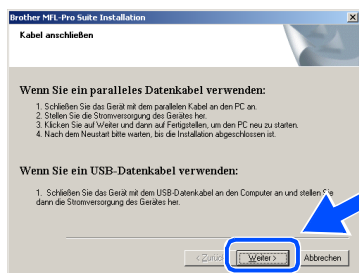 Brother MFL-Pro Suite Installation
Kabel anschließen
Wenn Sie ein paralleles Datenkabel verwenden:
1. Schließen Sie das Gerät mit dem parallelen Kabel an den PC an.
2. Stellen Sie die Stromversorgung des Gerätes her.
3. Klicken Sie auf Weiter und dann auf Fertigstellen, um den PC neu zu starten.
4. Nach dem Neustart bitte warten, bis die Installation abgeschlossen ist.
Wenn Sie ein USB-Datenkabel verwenden:
1. Schließen Sie das Gerät mit dem USB-Datenkabel an den Computer an und stellen Sie
dann die Stromversorgung des Gerätes her.
< Zurück Weiter > Abbrechen